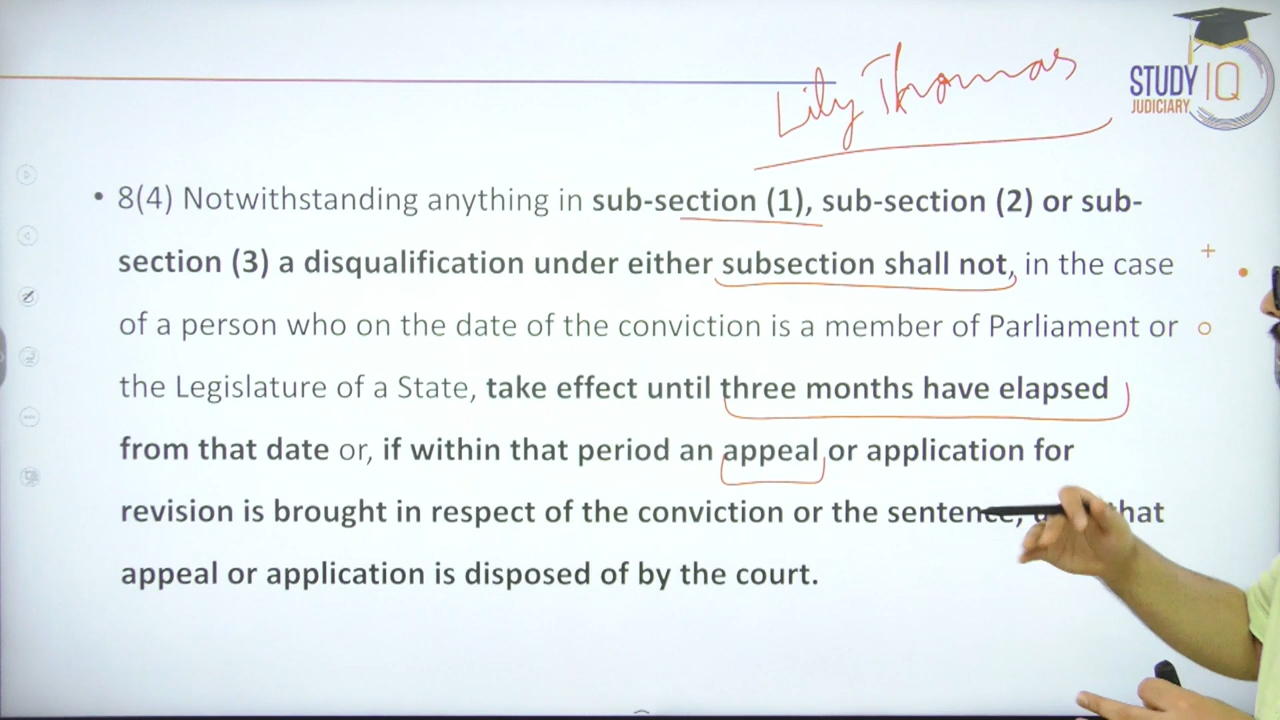 Lily Thomas
STUDY IQ
JUDICIARY
• 8(4) Notwithstanding anything in sub-section (1), sub-section (2) or sub-
section (3) a disqualification under either subsection shall not, in the case
of a person who on the date of the conviction is a member of Parliament or
the Legislature of a State, take effect until three months have elapsed
from that date or, if within that period an appeal or application for
revision is brought in respect of the conviction or the sentence, that
appeal or application is disposed of by the court.